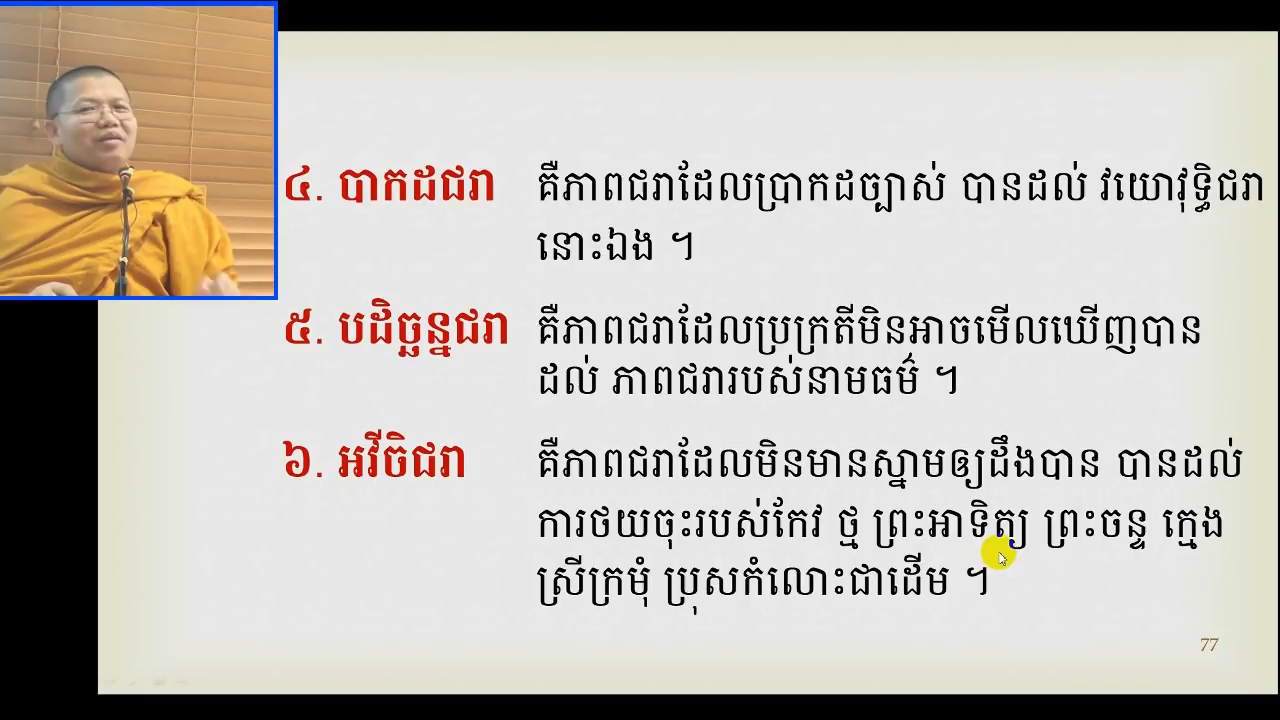 ៤. បាកដជរា គឺភាពជរាដែលប្រាកដច្បាស់ បានដល់ វយោវុទ្ធិជរា
នោះឯង ។
៥. បដិច្ឆន្នជរា គឺភាពជរាដែលប្រក្រតីមិនអាចមើលឃើញបាន
ដល់ ភាពជរារបស់នាមធម៌ ។
៦. អវីចិជរា គឺភាពជរាដែលមិនមានស្នាមឲ្យដឹងបាន បានដល់
ការថយចុះរបស់កែវ ថ្ម ព្រះអាទិត្យ ព្រះចន្ទ ក្មេង
ស្រីក្រមុំ ប្រុសកំលោះជាដើម ។
77